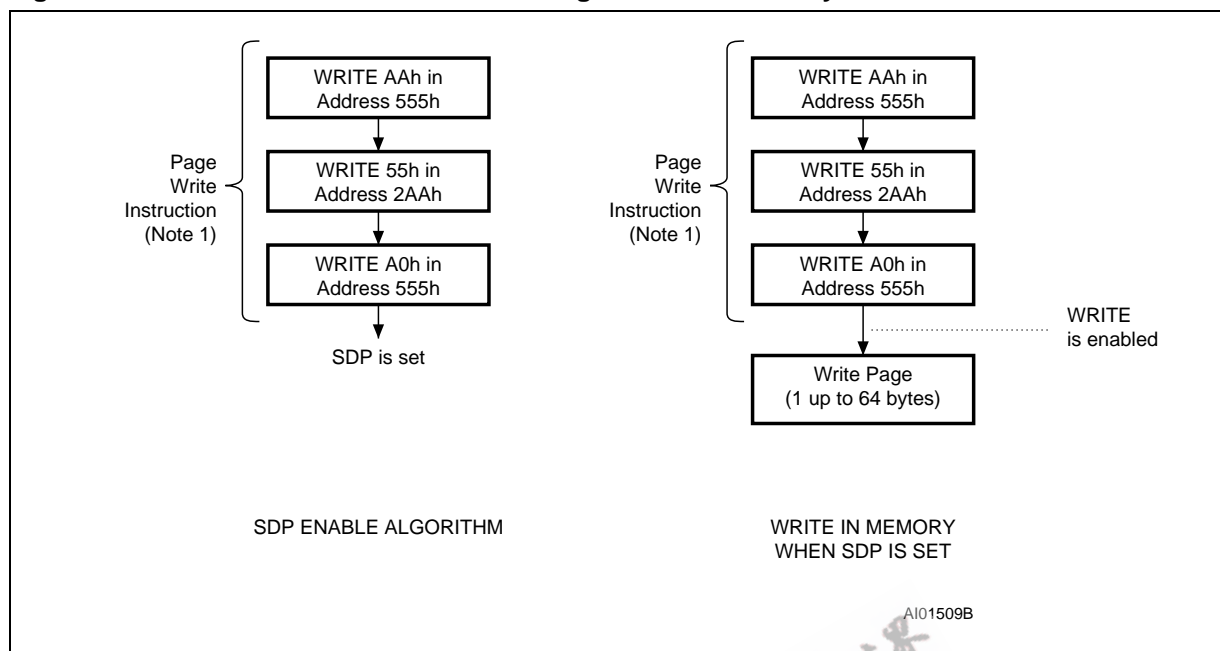 WRITE AAh in
Address 555h
WRITE 55h in
Address 2AAh
WRITE A0h in
Address 555h
Page
Write
Instruction
(Note 1)
SDP is set
SDP ENABLE ALGORITHM
WRITE AAh in
Address 555h
WRITE 55h in
Address 2AAh
WRITE A0h in
Address 555h
Page
Write
Instruction
(Note 1)
WRITE
is enabled
Write Page
(1 up to 64 bytes)
WRITE IN MEMORY
WHEN SDP IS SET
AI01509B